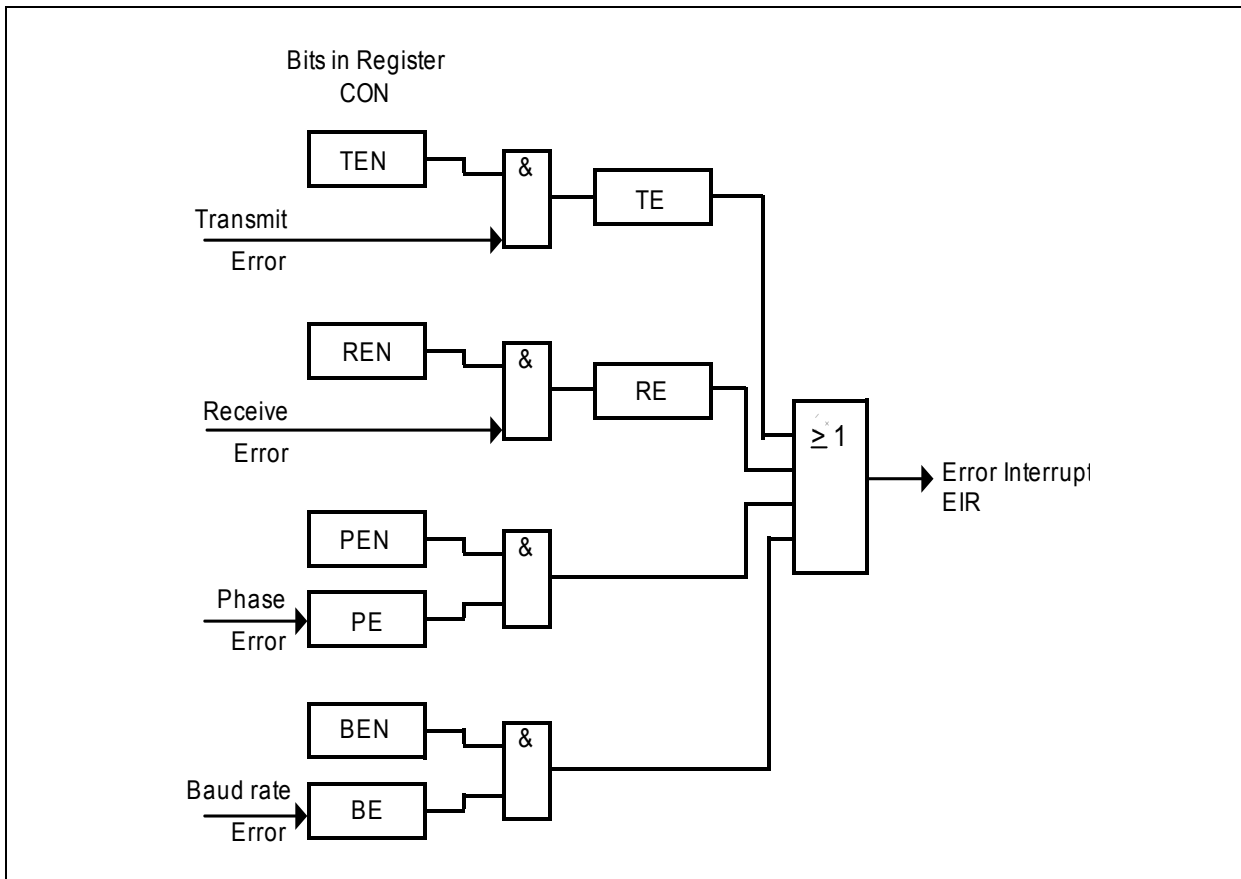 Bits in Register
CON
TEN
&
TE
Transmit
Error
REN
&
RE
Receive
Error
≥ 1
Error Interrupt
EIR
PEN
&
Phase
PE
Error
BEN
&
Baud rate
BE
Error